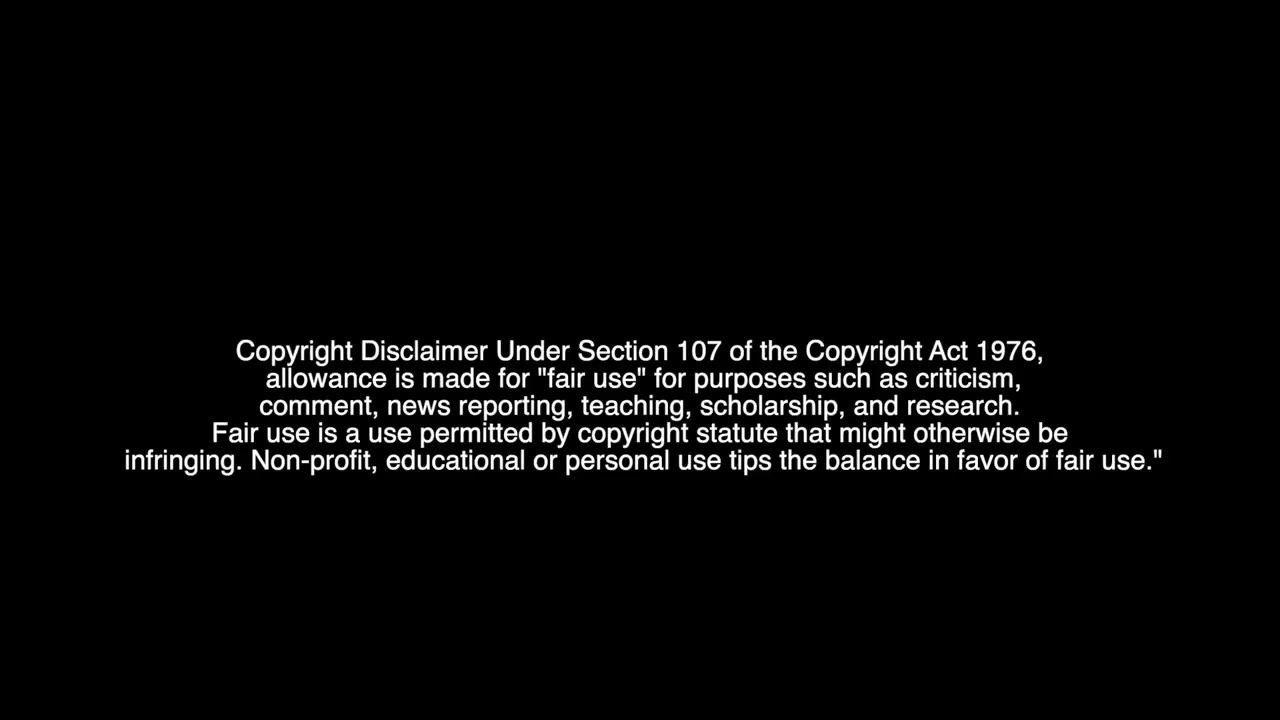 Copyright Disclaimer Under Section 107 of the Copyright Act 1976,
allowance is made for "fair use" for purposes such as criticism,
comment, news reporting, teaching, scholarship, and research.
Fair use is a use permitted by copyright statute that might otherwise be
infringing. Non-profit, educational or personal use tips the balance in favor of fair use."